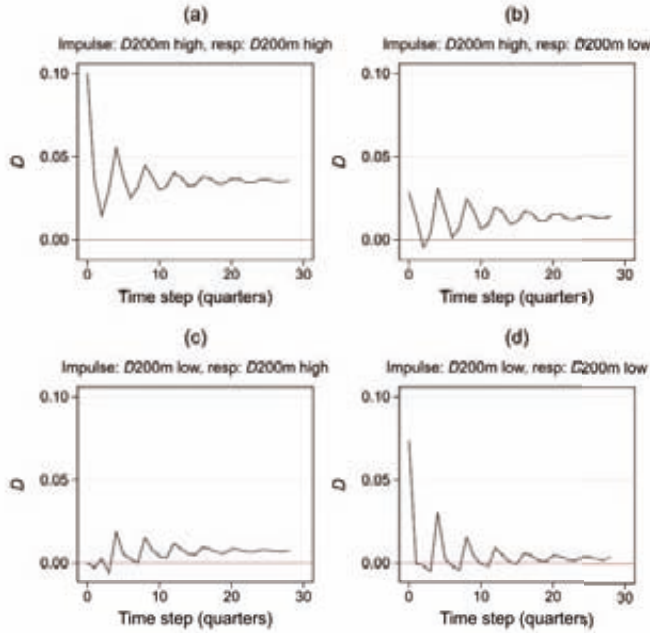 (a)
Impulse: D200m high, resp: D200m high
0.10
0.05
0.00
D
0 10 20 30
Time step (quarters)
(b)
Impulse: D200m high, resp: D200m low
0.10
0.05
0.00
D
0 10 20 30
Time step (quarters)
(c)
Impulse: D200m low, resp: D200m high
0.10
0.05
0.00
D
0 10 20 30
Time step (quarters)
(d)
Impulse: D200m low, resp: D200m low
0.10
0.05
0.00
D
0 10 20 30
Time step (quarters)